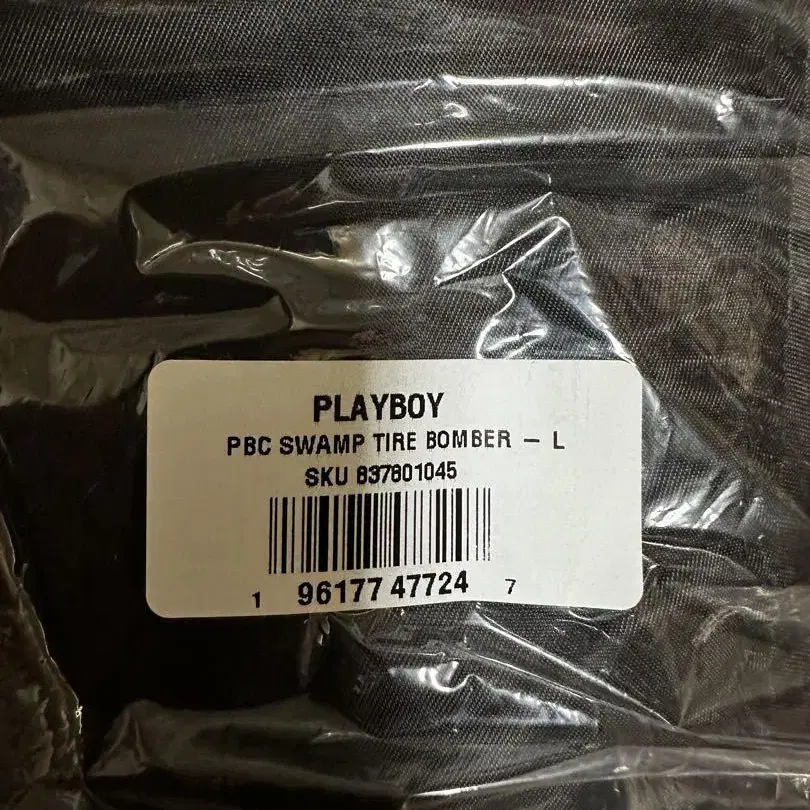 PLAYBOY
PBC SWAMP TIRE BOMBER – L
SKU 837801045
1 96177 47724 7